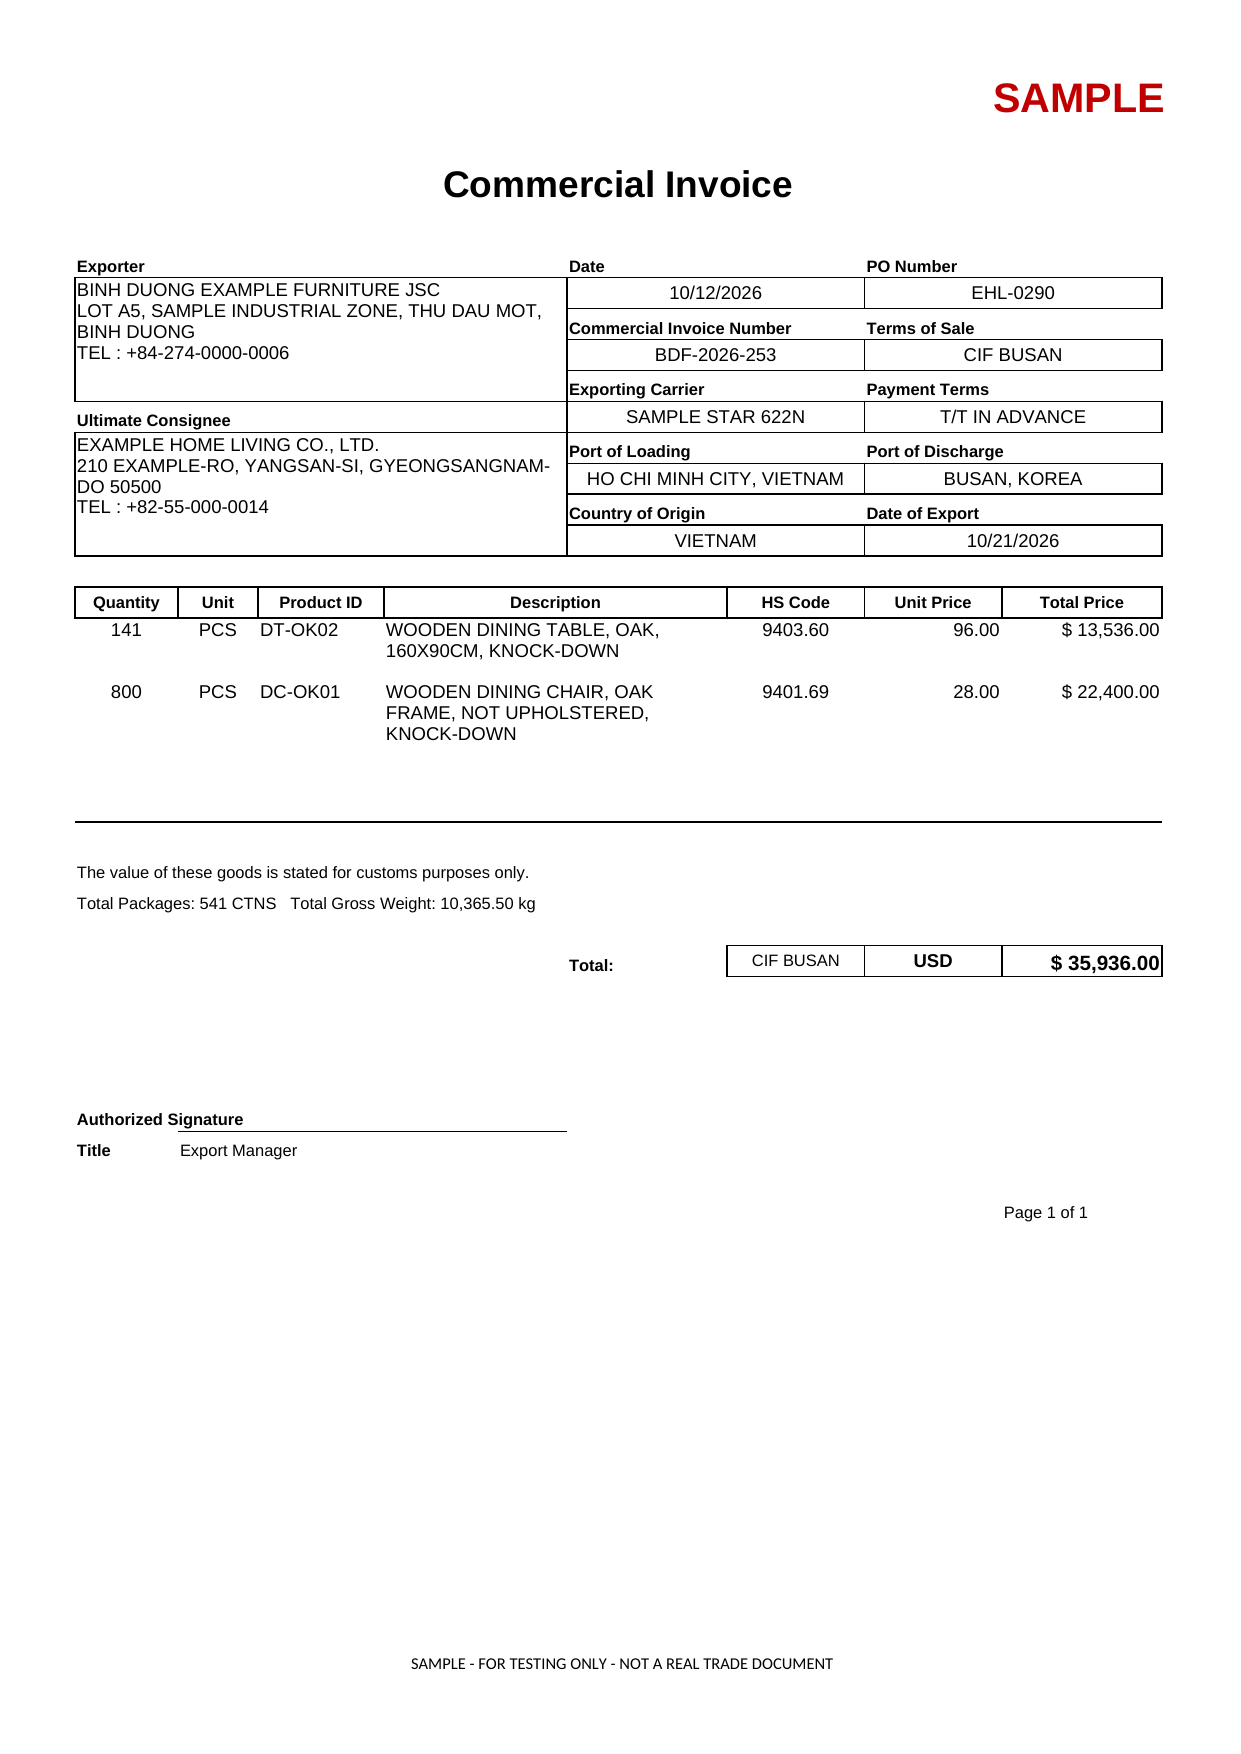 SAMPLE
Commercial Invoice
Exporter
BINH DUONG EXAMPLE FURNITURE JSC
LOT A5, SAMPLE INDUSTRIAL ZONE, THU DAU MOT,
BINH DUONG
TEL : +84-274-0000-0006
Ultimate Consignee
EXAMPLE HOME LIVING CO., LTD.
210 EXAMPLE-RO, YANGSAN-SI, GYEONGSANGNAM-
DO 50500
TEL : +82-55-000-0014
Date PO Number
10/12/2026 EHL-0290
Commercial Invoice Number Terms of Sale
BDF-2026-253 CIF BUSAN
Exporting Carrier Payment Terms
SAMPLE STAR 622N T/T IN ADVANCE
Port of Loading Port of Discharge
HO CHI MINH CITY, VIETNAM BUSAN, KOREA
Country of Origin Date of Export
VIETNAM 10/21/2026
Quantity Unit Product ID Description HS Code Unit Price Total Price
141 PCS DT-OK02 WOODEN DINING TABLE, OAK, 9403.60 96.00 $ 13,536.00
160X90CM, KNOCK-DOWN
800 PCS DC-OK01 WOODEN DINING CHAIR, OAK 9401.69 28.00 $ 22,400.00
FRAME, NOT UPHOLSTERED,
KNOCK-DOWN
The value of these goods is stated for customs purposes only.
Total Packages: 541 CTNS Total Gross Weight: 10,365.50 kg
Total: CIF BUSAN USD $ 35,936.00
Authorized Signature
Title Export Manager
Page 1 of 1
SAMPLE - FOR TESTING ONLY - NOT A REAL TRADE DOCUMENT